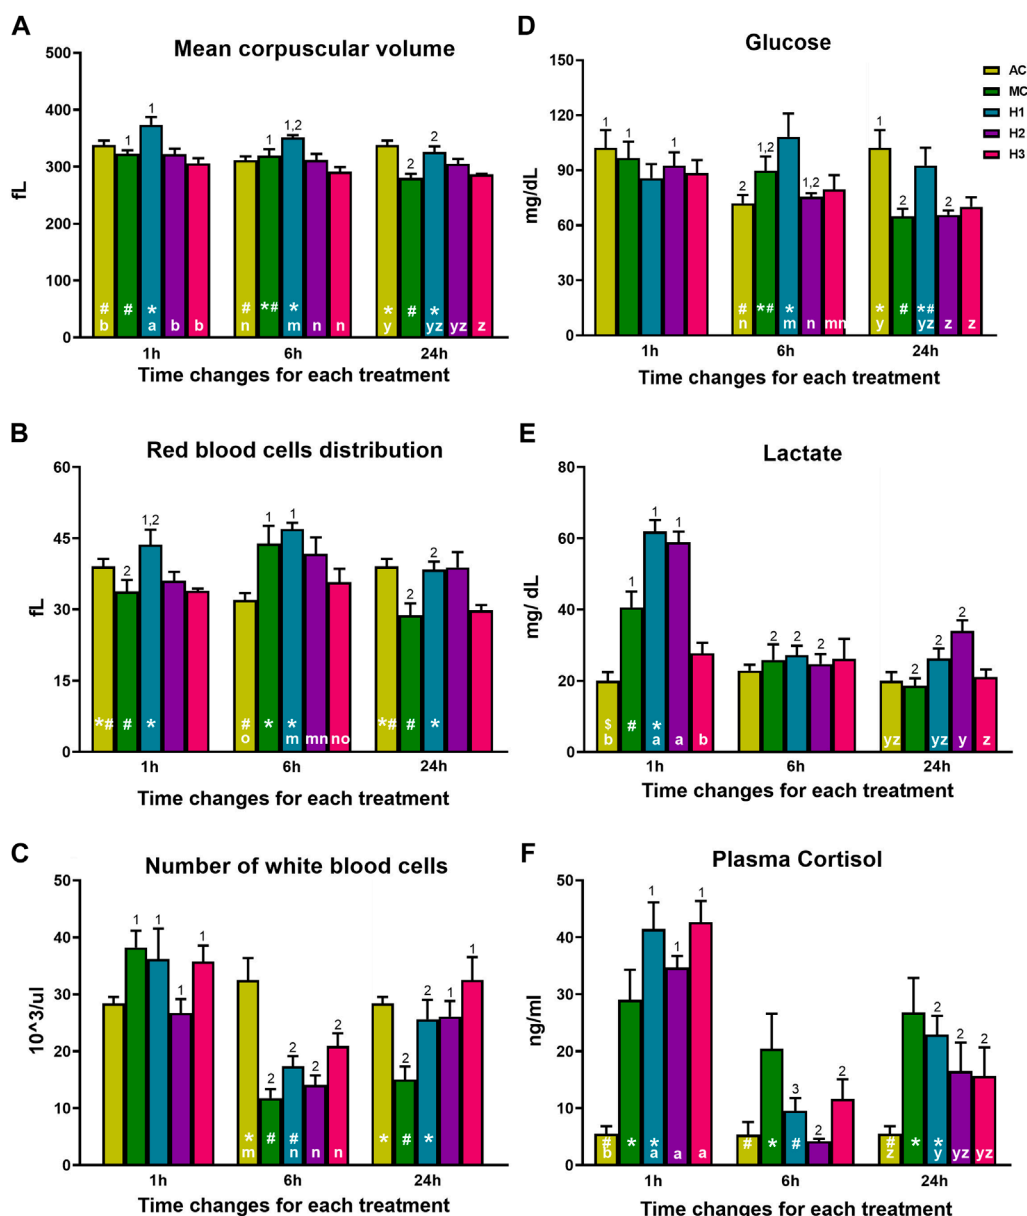 A
Mean corpuscular volume
500
400
300
200
100
0
fL
1 1 1 1,2 2 2
# # * * # * * # *
b a b b n m n n y yz yz z
1h 6h 24h
Time changes for each treatment
D
Glucose
150
120
90
60
30
0
mg/dL
1 1 1 2 1,2 1,2 1 2 2 2
# *# * * # *#
n m n mn y yz z z
1h 6h 24h
Time changes for each treatment
AC
MC
H1
H2
H3
B
Red blood cells distribution
60
45
30
15
0
fL
2 1,2 1 1 2 2
*# # * # * * *# # *
o m mn no
1h 6h 24h
Time changes for each treatment
E
Lactate
80
60
40
20
0
mg/ dL
1 1 1 2 2 2 2 2 2
$ # *
b a a b yz yz y z
1h 6h 24h
Time changes for each treatment
C
Number of white blood cells
50
40
30
20
10
0
10^3/ul
1 1 1 1 2 2 2 2 2 2 1 1
* # # * # *
m n n n
1h 6h 24h
Time changes for each treatment
F
Plasma Cortisol
50
40
30
20
10
0
ng/ml
1 1 1 3 2 2 2 2 2
# * * # * # # * *
b a a a z y yz yz
1h 6h 24h
Time changes for each treatment